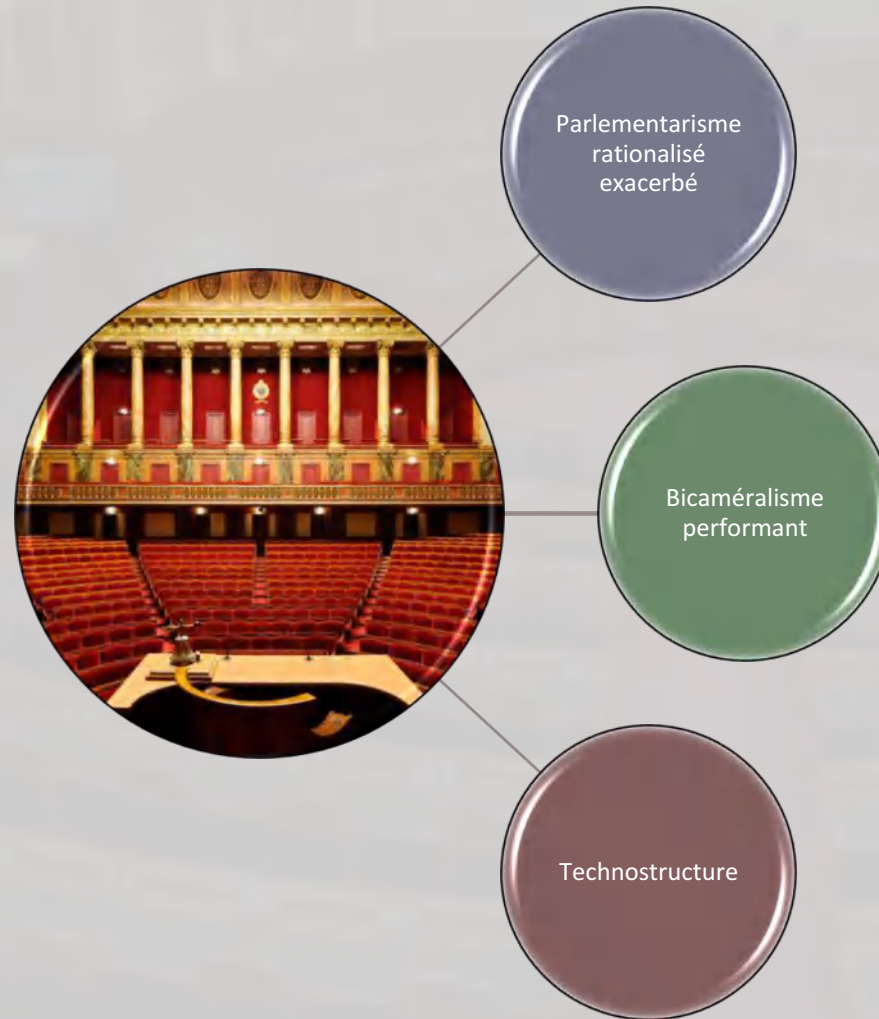 Parlementarisme
rationalisé
exacerbé
Bicaméralisme
performant
Technostructure